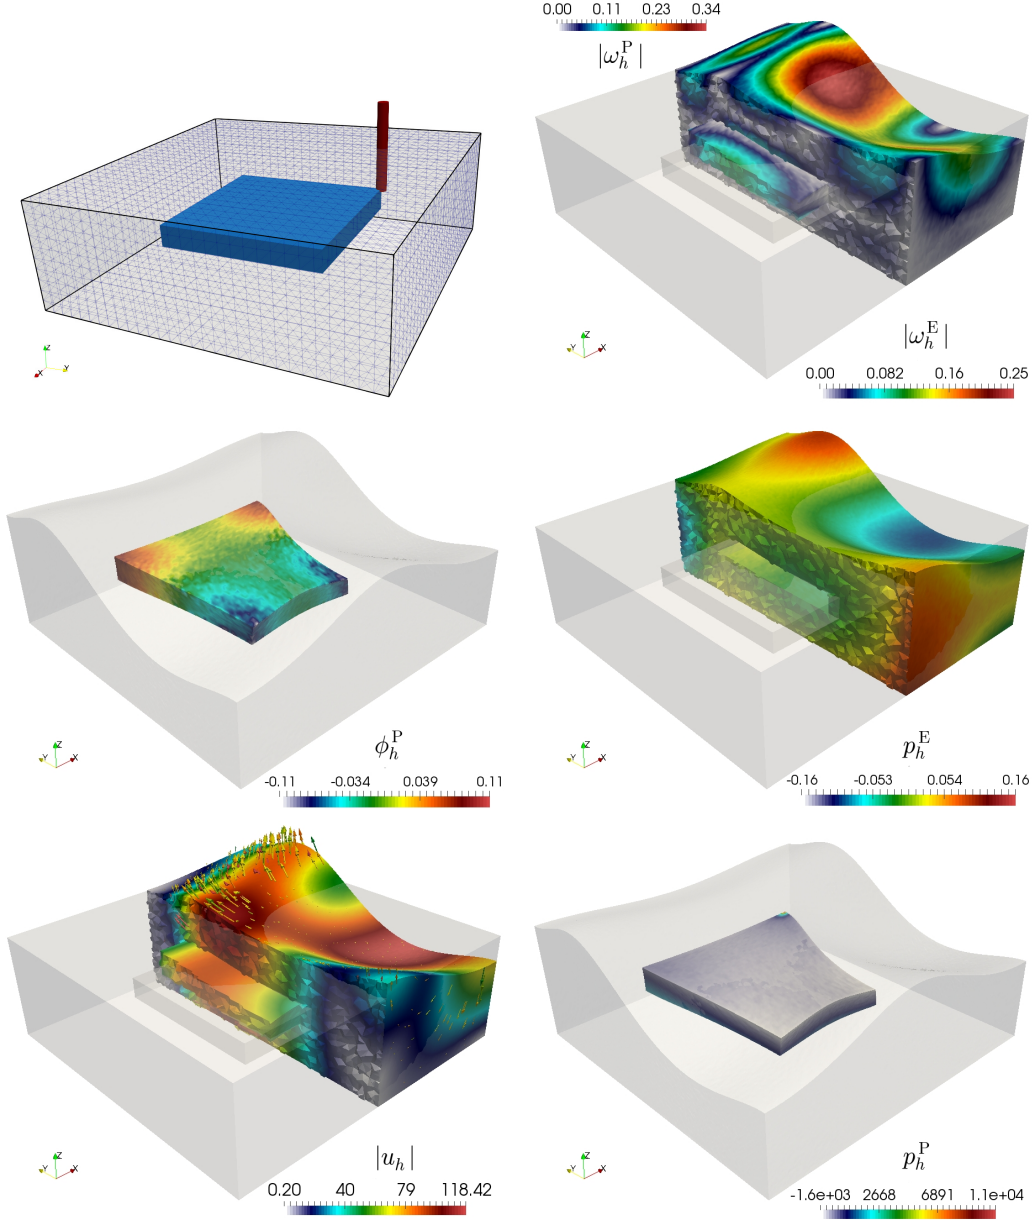 0.00 0.11 0.23 0.34
|ω_h^P|
Z
X Y
Z
Y X
|ω_h^E|
0.00 0.082 0.16 0.25
Z
Y X
ϕ_h^P
-0.11 -0.034 0.039 0.11
Z
Y X
p_h^E
-0.16 -0.053 0.054 0.16
Z
Y X
|u_h|
0.20 40 79 118.42
Z
Y X
p_h^P
-1.6e+03 2668 6891 1.1e+04